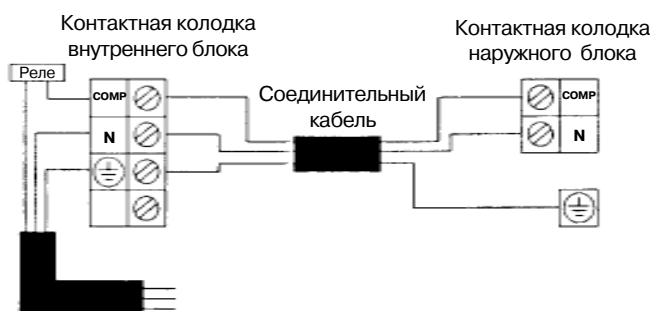 Контактная колодка
внутреннего блока
Контактная колодка
наружного блока
Реле
COMP
N
Соединительный
кабель
COMP
N